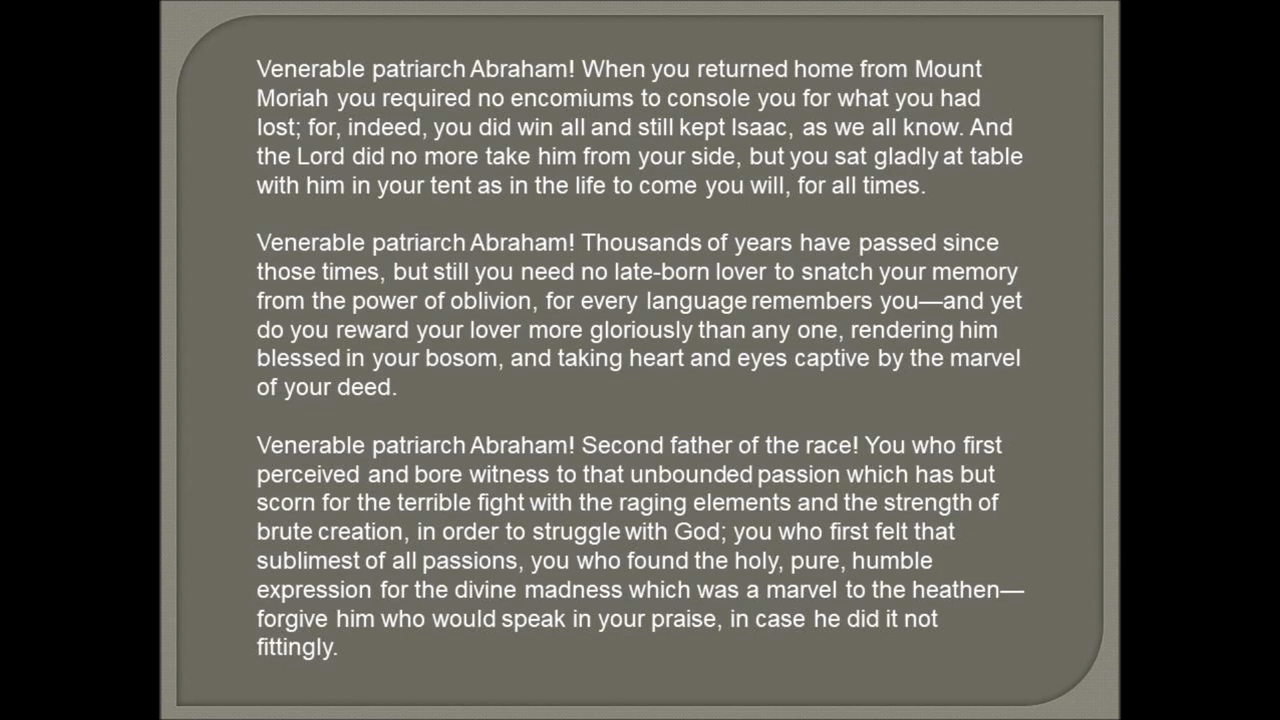 Venerable patriarch Abraham! When you returned home from Mount
Moriah you required no encomiums to console you for what you had
lost; for, indeed, you did win all and still kept Isaac, as we all know. And
the Lord did no more take him from your side, but you sat gladly at table
with him in your tent as in the life to come you will, for all times.
Venerable patriarch Abraham! Thousands of years have passed since
those times, but still you need no late-born lover to snatch your memory
from the power of oblivion, for every language remembers you—and yet
do you reward your lover more gloriously than any one, rendering him
blessed in your bosom, and taking heart and eyes captive by the marvel
of your deed.
Venerable patriarch Abraham! Second father of the race! You who first
perceived and bore witness to that unbounded passion which has but
scorn for the terrible fight with the raging elements and the strength of
brute creation, in order to struggle with God; you who first felt that
sublimest of all passions, you who found the holy, pure, humble
expression for the divine madness which was a marvel to the heathen—
forgive him who would speak in your praise, in case he did it not
fittingly.